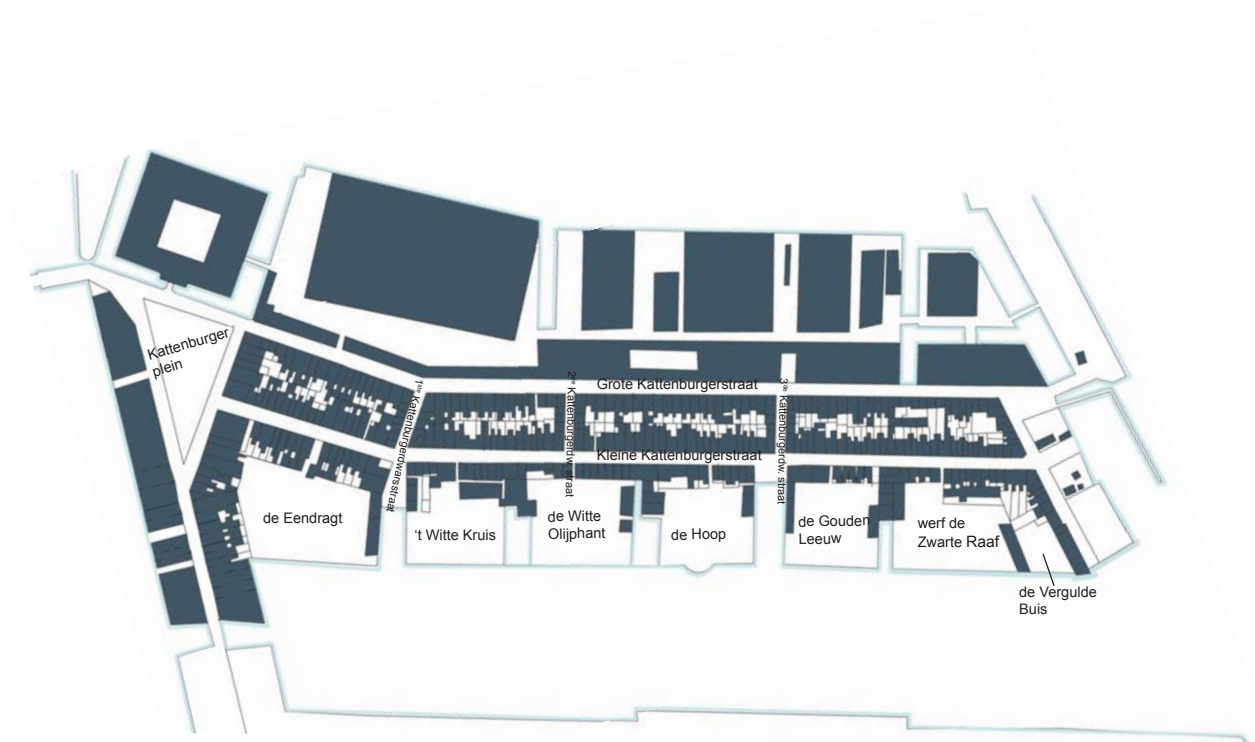 Kattenburger
plein
1ste Kattenburgerdwarsstraat
2de Kattenburgerdw. straat
Grote Kattenburgerstraat
3de Kattenburgerdw. straat
Kleine Kattenburgerstraat
de Eendragt
't Witte Kruis
de Witte
Olijphant
de Hoop
de Gouden
Leeuw
werf de
Zwarte Raaf
de Vergulde
Buis